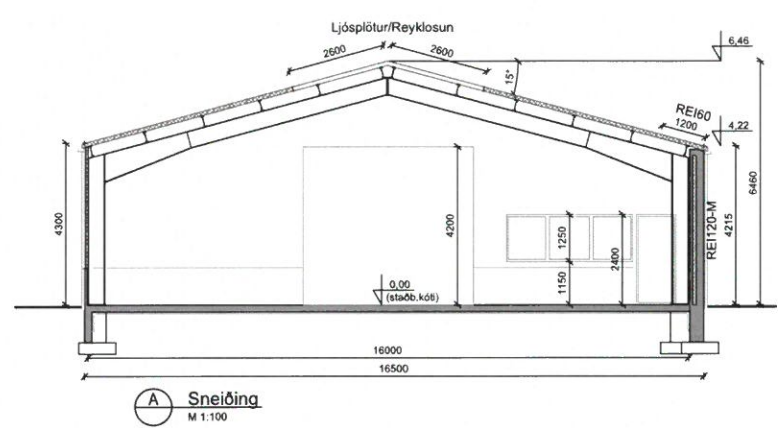 Ljósplötur/Reyklosun
2600
2600
6,46
15°
REI60
1200
4,22
4300
4200
1250
1150
2400
REI120-M
4215
6460
0,00
(staðb.kóti)
16000
16500
A
Sneiðing
M 1:100